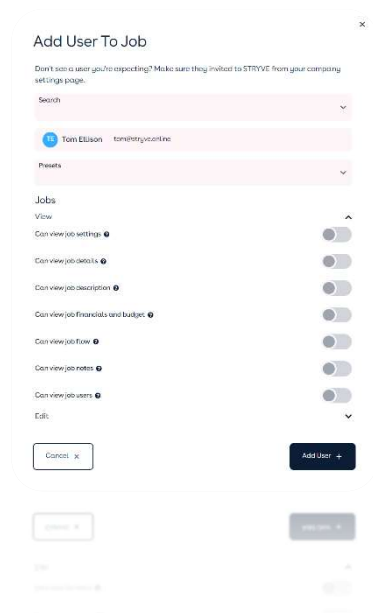 Add User To Job
Don't see a user you're expecting? Make sure they invited to STRYVE from your company
settings page.
Search
TE Tom Ellison tom@stryve.online
Presets
Jobs
View
Can view job settings
Can view job details
Can view job description
Can view job financials and budget
Can view job flow
Can view job notes
Can view job users
Edit
Cancel x Add User +